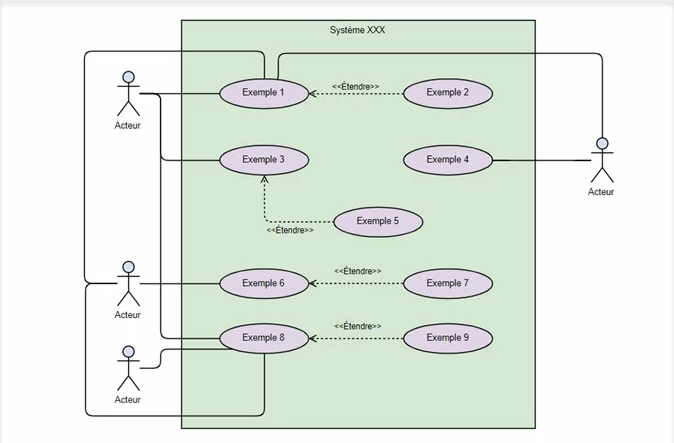 Système XXX
Exemple 1
<<Étendre>>
Exemple 2
Acteur
Exemple 3
Exemple 4
Acteur
Exemple 5
<<Étendre>>
Exemple 6
<<Étendre>>
Exemple 7
Acteur
Exemple 8
<<Étendre>>
Exemple 9
Acteur